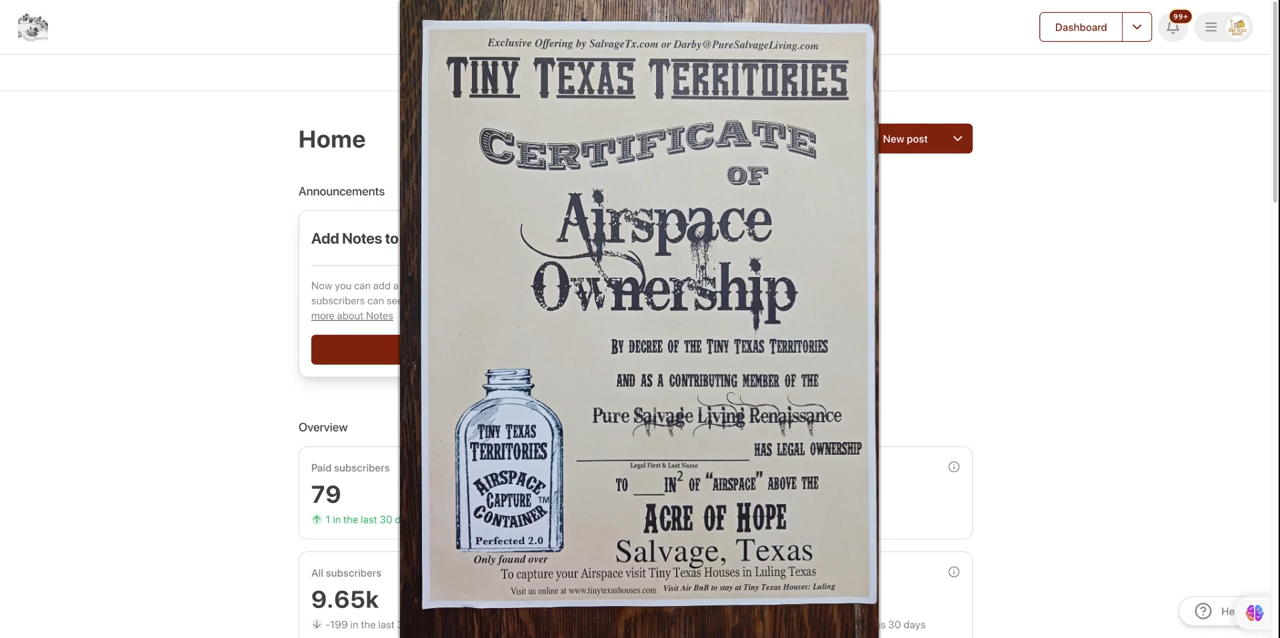 Dashboard
99+
Home
New post
Announcements
Add Notes to
Now you can add a
subscribers can see
more about Notes
Overview
Paid subscribers
79
1 in the last 30 d
All subscribers
9.65k
-199 in the last 3
s 30 days
He
Exclusive Offering by SalvageTx.com or Darby@PureSalvageLiving.com
Tiny Texas Territories
Certificate
of
Airspace
Ownership
By decree of the Tiny Texas Territories
and as a contributing member of the
Pure Salvage Living Renaissance
has legal ownership
Legal First & Last Name
to ____in² of "airspace" above the
Acre of Hope
Salvage, Texas
To capture your Airspace visit Tiny Texas Houses in Luling Texas
Visit us online at www.tinytexashouses.com Visit Air BnB to stay at Tiny Texas Houses: Luling
Tiny Texas
Territories
Airspace
Capture
Container TM
Perfected 2.0
Only found over